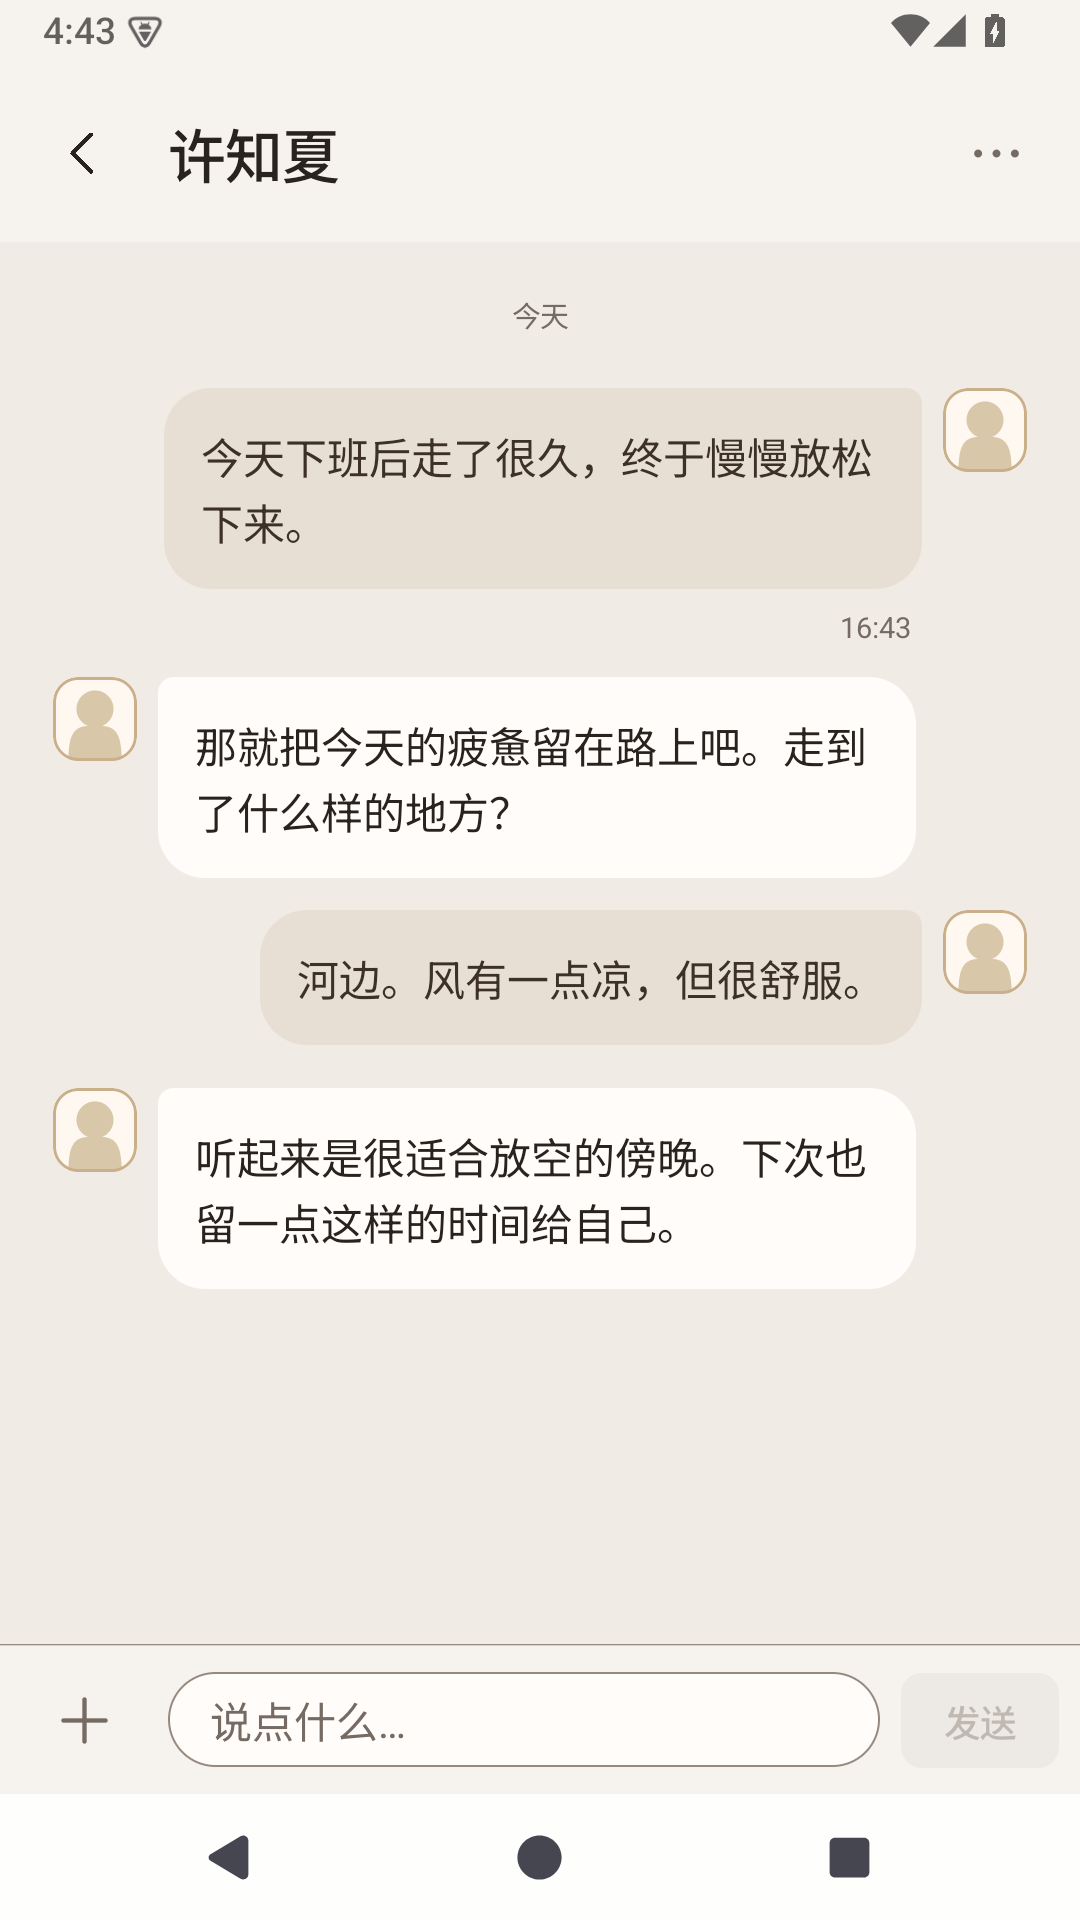 4:43
许知夏
今天
今天下班后走了很久，终于慢慢放松
下来。
16:43
那就把今天的疲惫留在路上吧。走到
了什么样的地方？
河边。风有一点凉，但很舒服。
听起来是很适合放空的傍晚。下次也
留一点这样的时间给自己。
说点什么...
发送